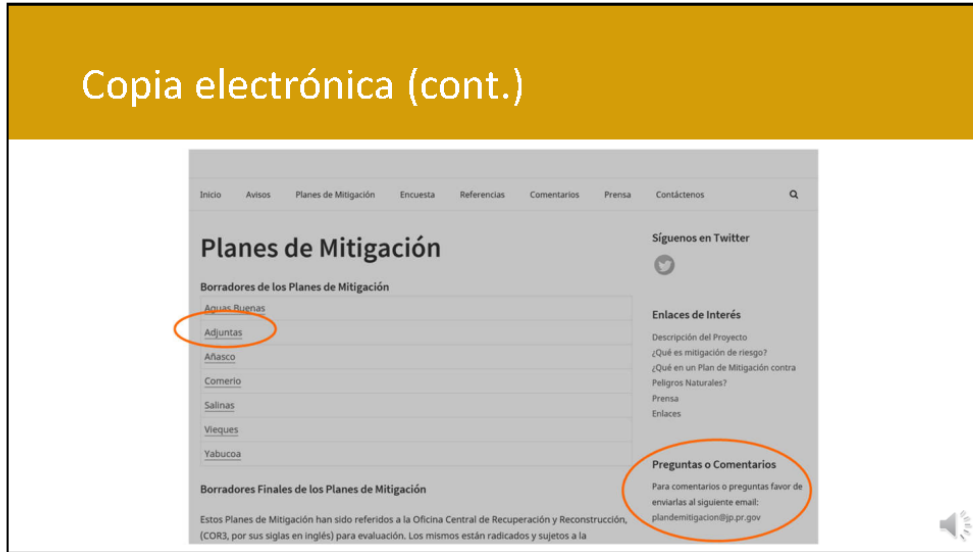 Copia electrónica (cont.)
Inicio Avisos Planes de Mitigación Encuesta Referencias Comentarios Prensa Contáctenos
Planes de Mitigación
Borradores de los Planes de Mitigación
Aguas Buenas
Adjuntas
Añasco
Comerio
Salinas
Vieques
Yabucoa
Borradores Finales de los Planes de Mitigación
Estos Planes de Mitigación han sido referidos a la Oficina Central de Recuperación y Reconstrucción,
(COR3, por sus siglas en inglés) para evaluación. Los mismos están radicados y sujetos a la
Síguenos en Twitter
Enlaces de Interés
Descripción del Proyecto
¿Qué es mitigación de riesgo?
¿Qué en un Plan de Mitigación contra
Peligros Naturales?
Prensa
Enlaces
Preguntas o Comentarios
Para comentarios o preguntas favor de
enviarlas al siguiente email:
plandemitigacion@jp.pr.gov